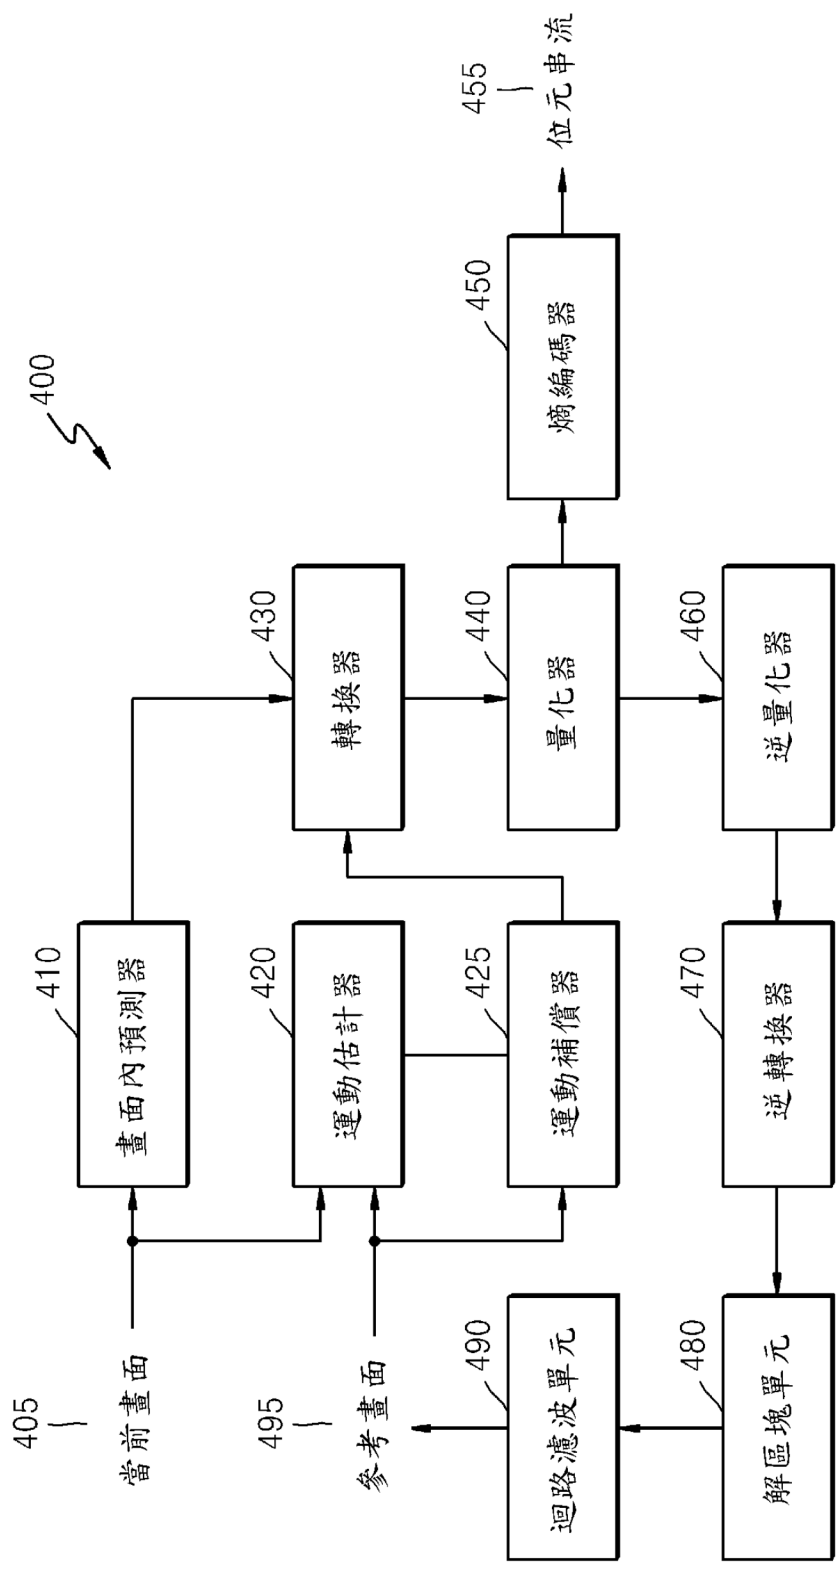 400
405
當前畫面
410
畫面內預測器
430
轉換器
495
參考畫面
420
運動估計器
425
運動補償器
440
量化器
450
熵編碼器
455
位元串流
490
迴路濾波單元
480
解區塊單元
470
逆轉換器
460
逆量化器